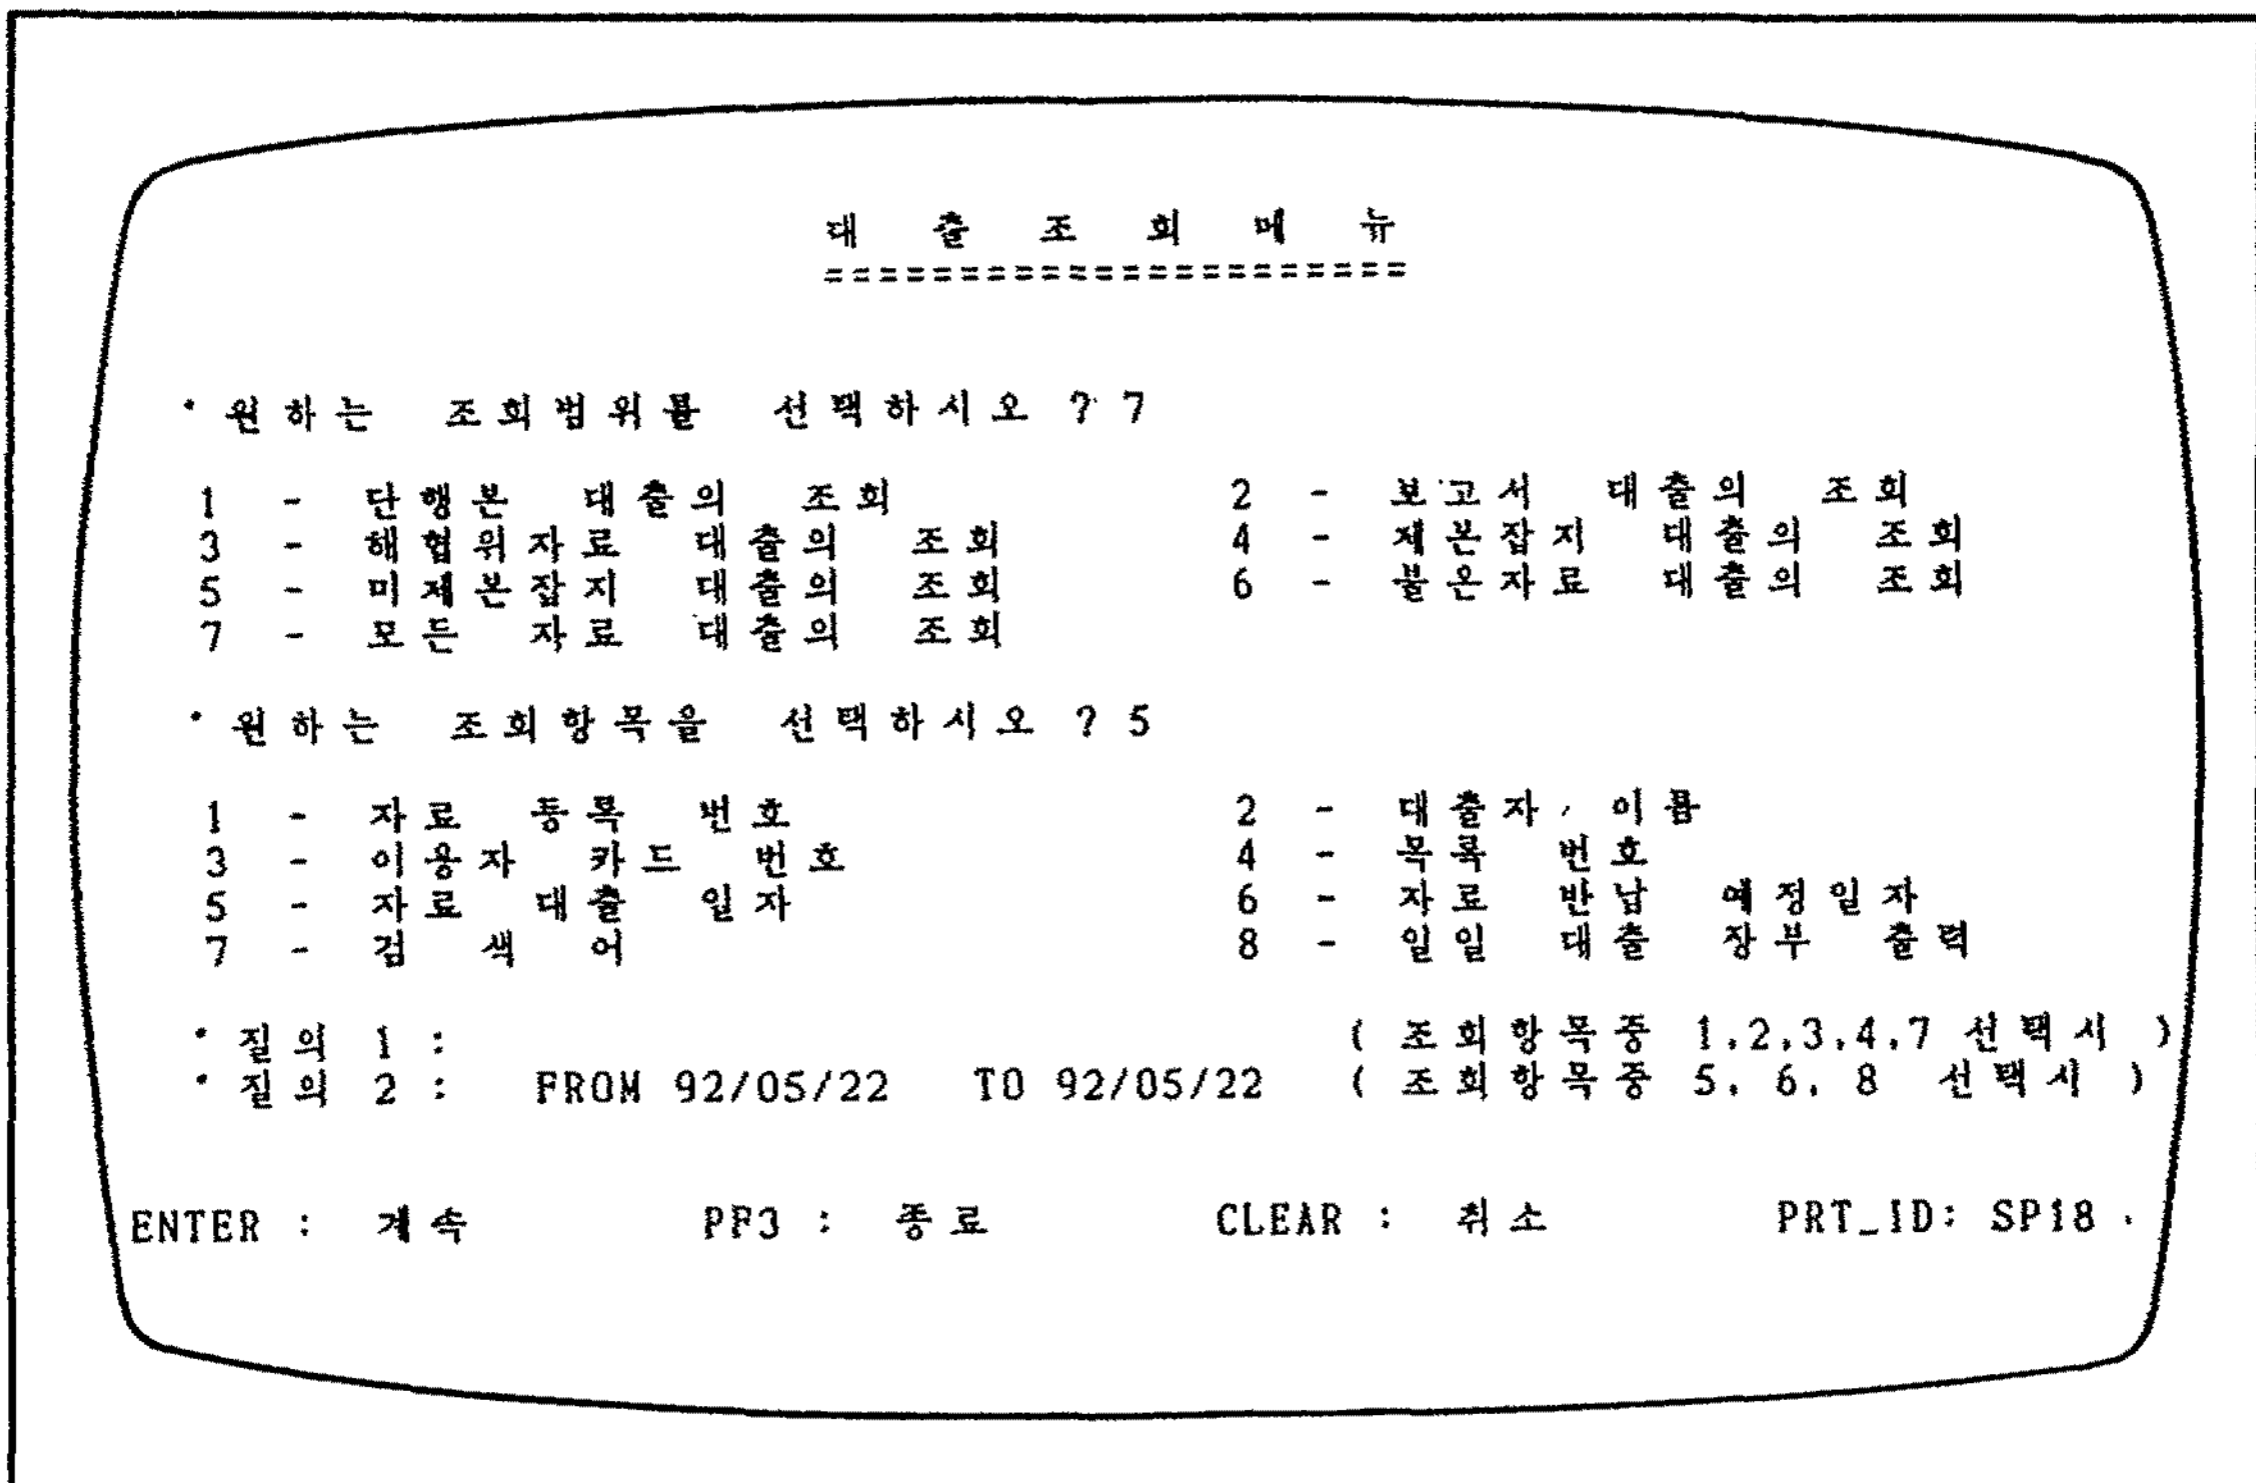 대 출 조 회 메 뉴
======================
* 원하는 조회범위를 선택하시오 ? 7
1 - 단행본 대출의 조회 2 - 보고서 대출의 조회
3 - 해협위자료 대출의 조회 4 - 제본잡지 대출의 조회
5 - 미제본잡지 대출의 조회 6 - 묶은자료 대출의 조회
7 - 모든 자료 대출의 조회
* 원하는 조회항목을 선택하시오 ? 5
1 - 자료 등록 번호 2 - 대출자 이름
3 - 이용자 카드 번호 4 - 목록 번호
5 - 자료 대출 일자 6 - 자료 반납 예정일자
7 - 검 색 어 8 - 일일 대출 장부 출력
* 질의 1 : ( 조회항목중 1,2,3,4,7 선택시 )
* 질의 2 : FROM 92/05/22 TO 92/05/22 ( 조회항목중 5, 6, 8 선택시 )
ENTER : 계속 PF3 : 종료 CLEAR : 취소 PRT_ID: SP18